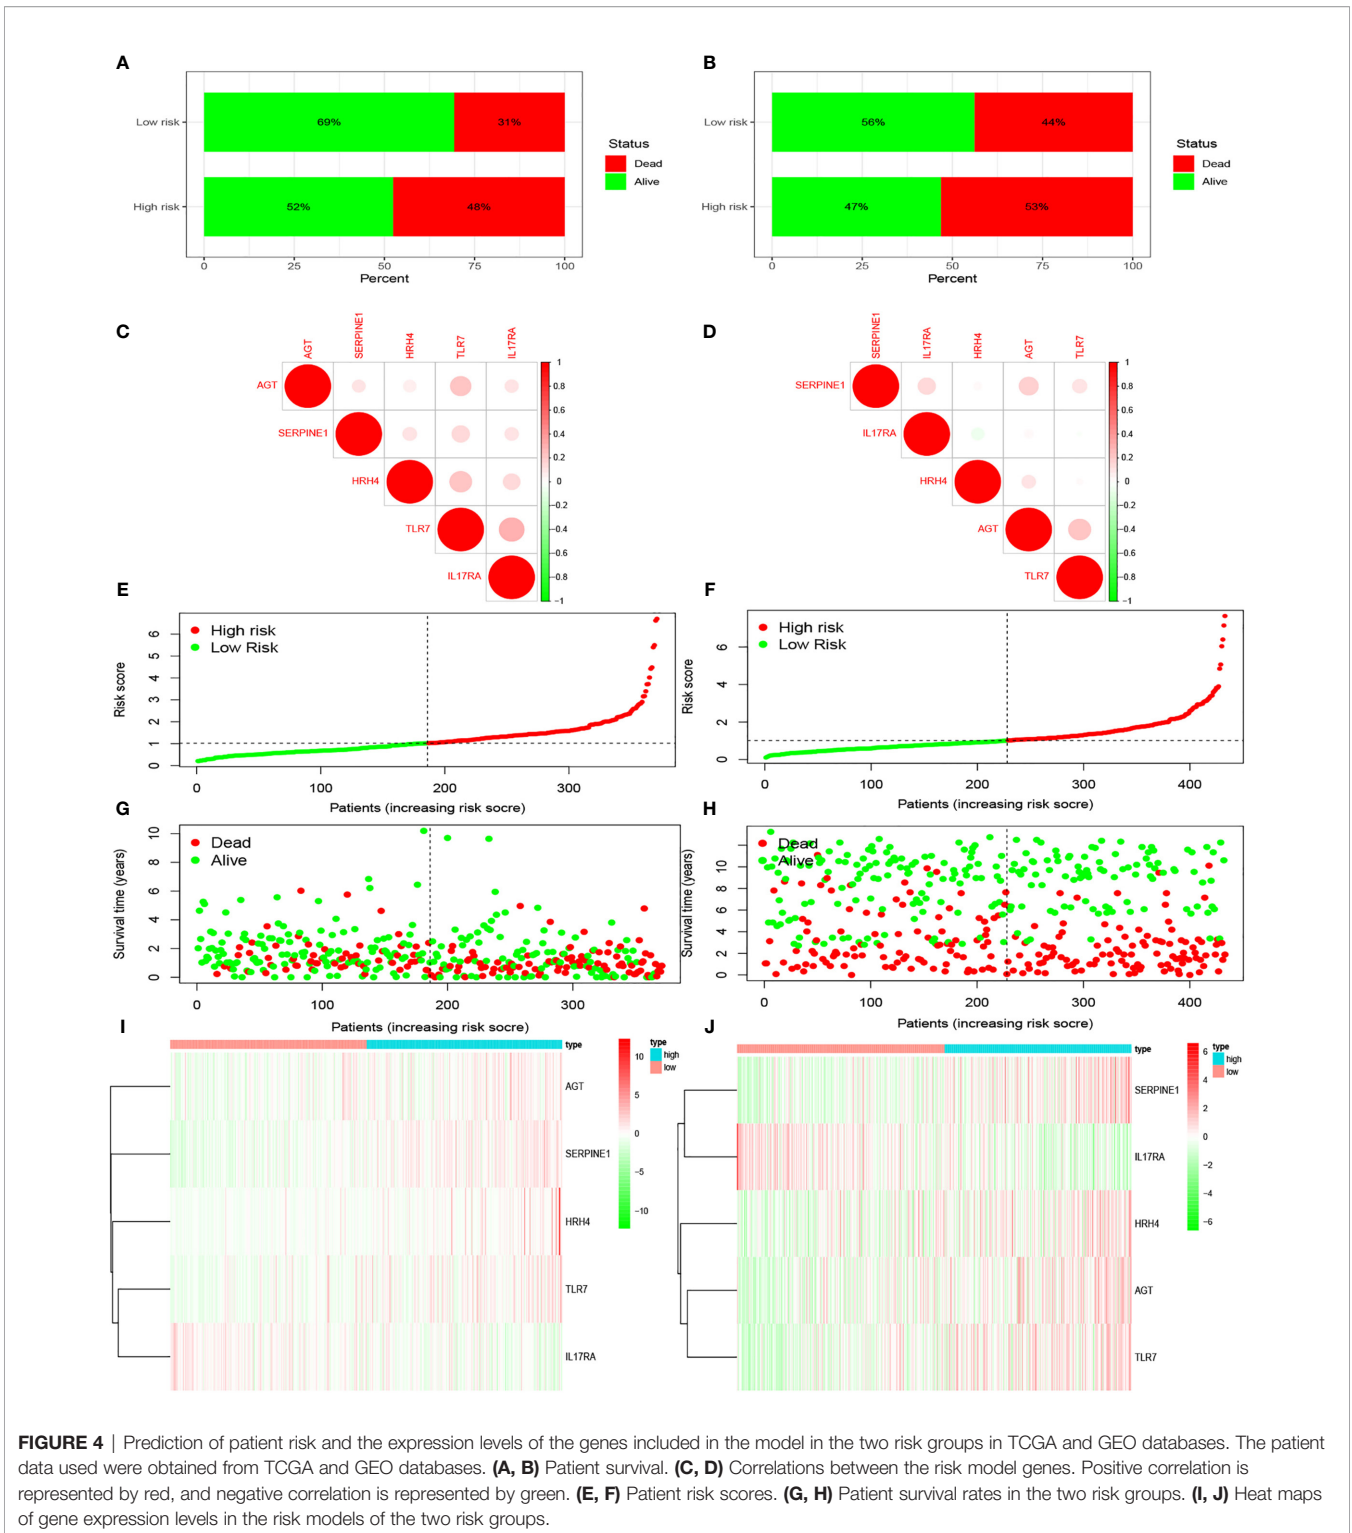 A
Low risk
69%
31%
High risk
52%
48%
0 25 50 75 100
Percent
Status
Dead
Alive
B
Low risk
56%
44%
High risk
47%
53%
0 25 50 75 100
Percent
Status
Dead
Alive
C
AGT SERPINE1 HRH4 TLR7 IL17RA
AGT
SERPINE1
HRH4
TLR7
IL17RA
1
0.8
0.6
0.4
0.2
0
-0.2
-0.4
-0.6
-0.8
-1
D
SERPINE1 IL17RA HRH4 AGT TLR7
SERPINE1
IL17RA
HRH4
AGT
TLR7
1
0.8
0.6
0.4
0.2
0
-0.2
-0.4
-0.6
-0.8
-1
E
High risk
Low Risk
Risk score
6
5
4
3
2
1
0
0 100 200 300
Patients (increasing risk socre)
F
High risk
Low Risk
Risk score
6
4
2
0
0 100 200 300 400
Patients (increasing risk socre)
G
Dead
Alive
Survival time (years)
10
8
6
4
2
0
0 100 200 300
Patients (increasing risk socre)
H
Dead
Alive
Survival time (years)
10
8
6
4
2
0
0 100 200 300 400
Patients (increasing risk socre)
I
type
AGT
SERPINE1
HRH4
TLR7
IL17RA
10
5
0
-5
-10
type
high
low
J
type
SERPINE1
IL17RA
HRH4
AGT
TLR7
6
4
2
0
-2
-4
-6
type
high
low
FIGURE 4 | Prediction of patient risk and the expression levels of the genes included in the model in the two risk groups in TCGA and GEO databases. The patient
data used were obtained from TCGA and GEO databases. (A, B) Patient survival. (C, D) Correlations between the risk model genes. Positive correlation is
represented by red, and negative correlation is represented by green. (E, F) Patient risk scores. (G, H) Patient survival rates in the two risk groups. (I, J) Heat maps
of gene expression levels in the risk models of the two risk groups.